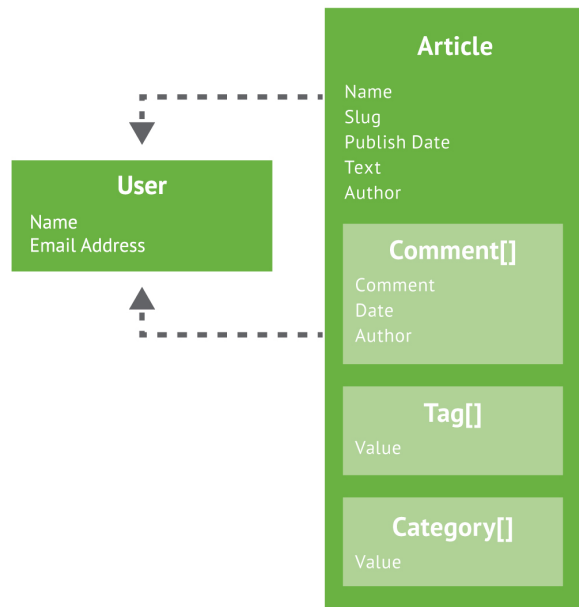 Article
Name
Slug
Publish Date
Text
Author
User
Name
Email Address
Comment[]
Comment
Date
Author
Tag[]
Value
Category[]
Value